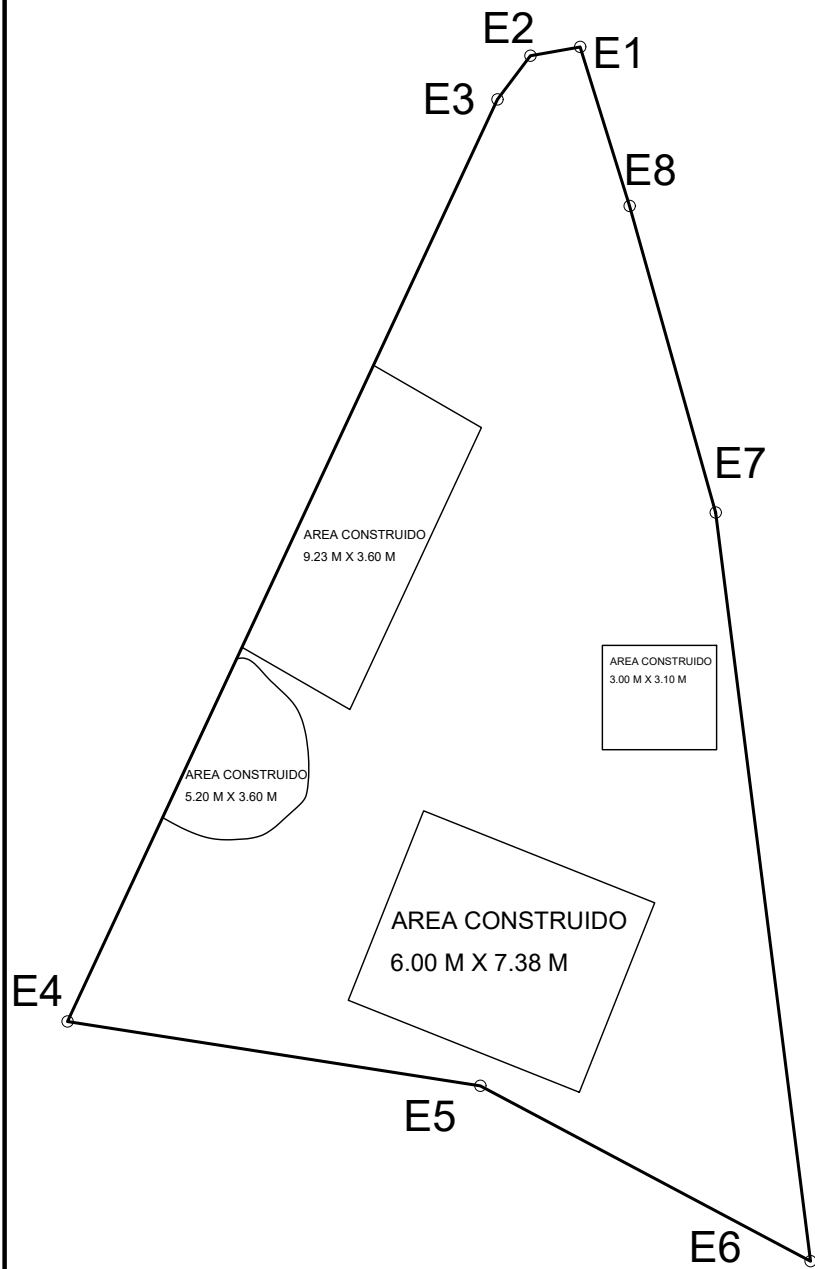 E2
E1
E3
E8
E7
AREA CONSTRUIDO
9.23 M X 3.60 M
AREA CONSTRUIDO
3.00 M X 3.10 M
AREA CONSTRUIDO
5.20 M X 3.60 M
AREA CONSTRUIDO
6.00 M X 7.38 M
E4
E5
E6